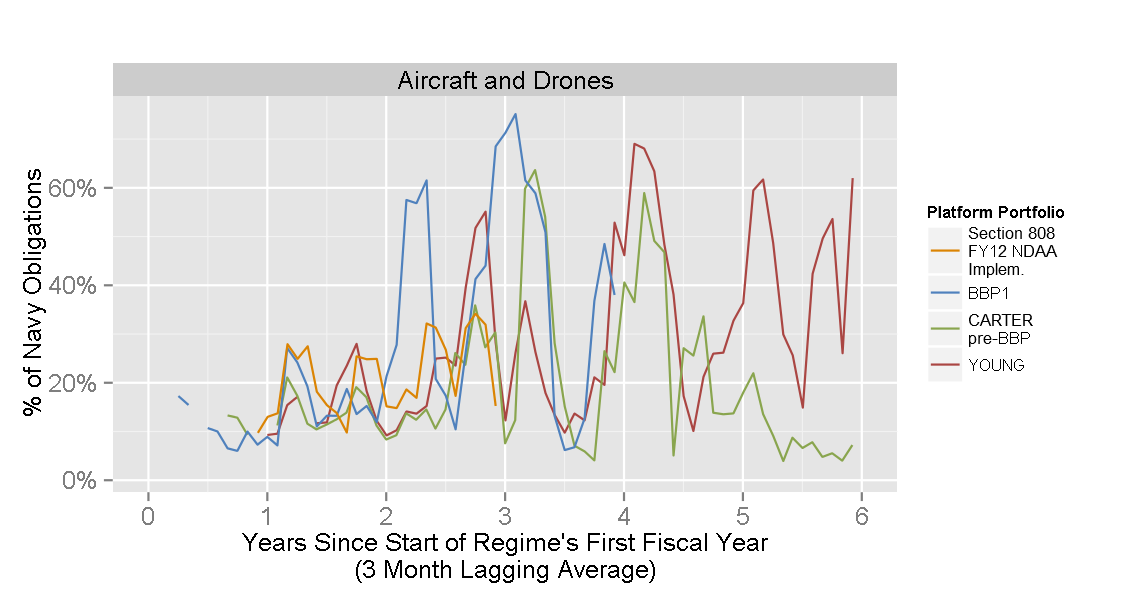 Aircraft and Drones
% of Navy Obligations
60%
40%
20%
0%
0 1 2 3 4 5 6
Years Since Start of Regime's First Fiscal Year
(3 Month Lagging Average)
Platform Portfolio
Section 808
FY12 NDAA
Implem.
BBP1
CARTER
pre-BBP
YOUNG